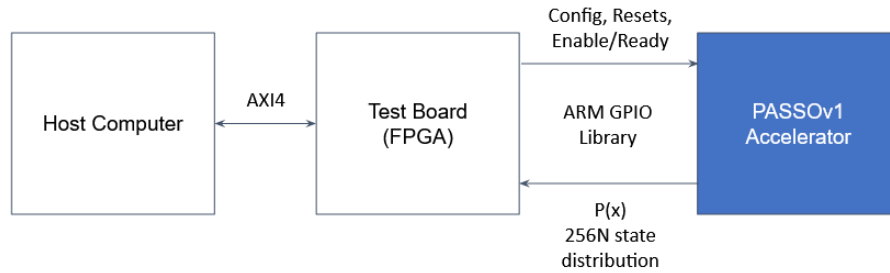 Host Computer
AXI4
Test Board
(FPGA)
Config, Resets,
Enable/Ready
ARM GPIO
Library
P(x)
256N state
distribution
PASSOv1
Accelerator